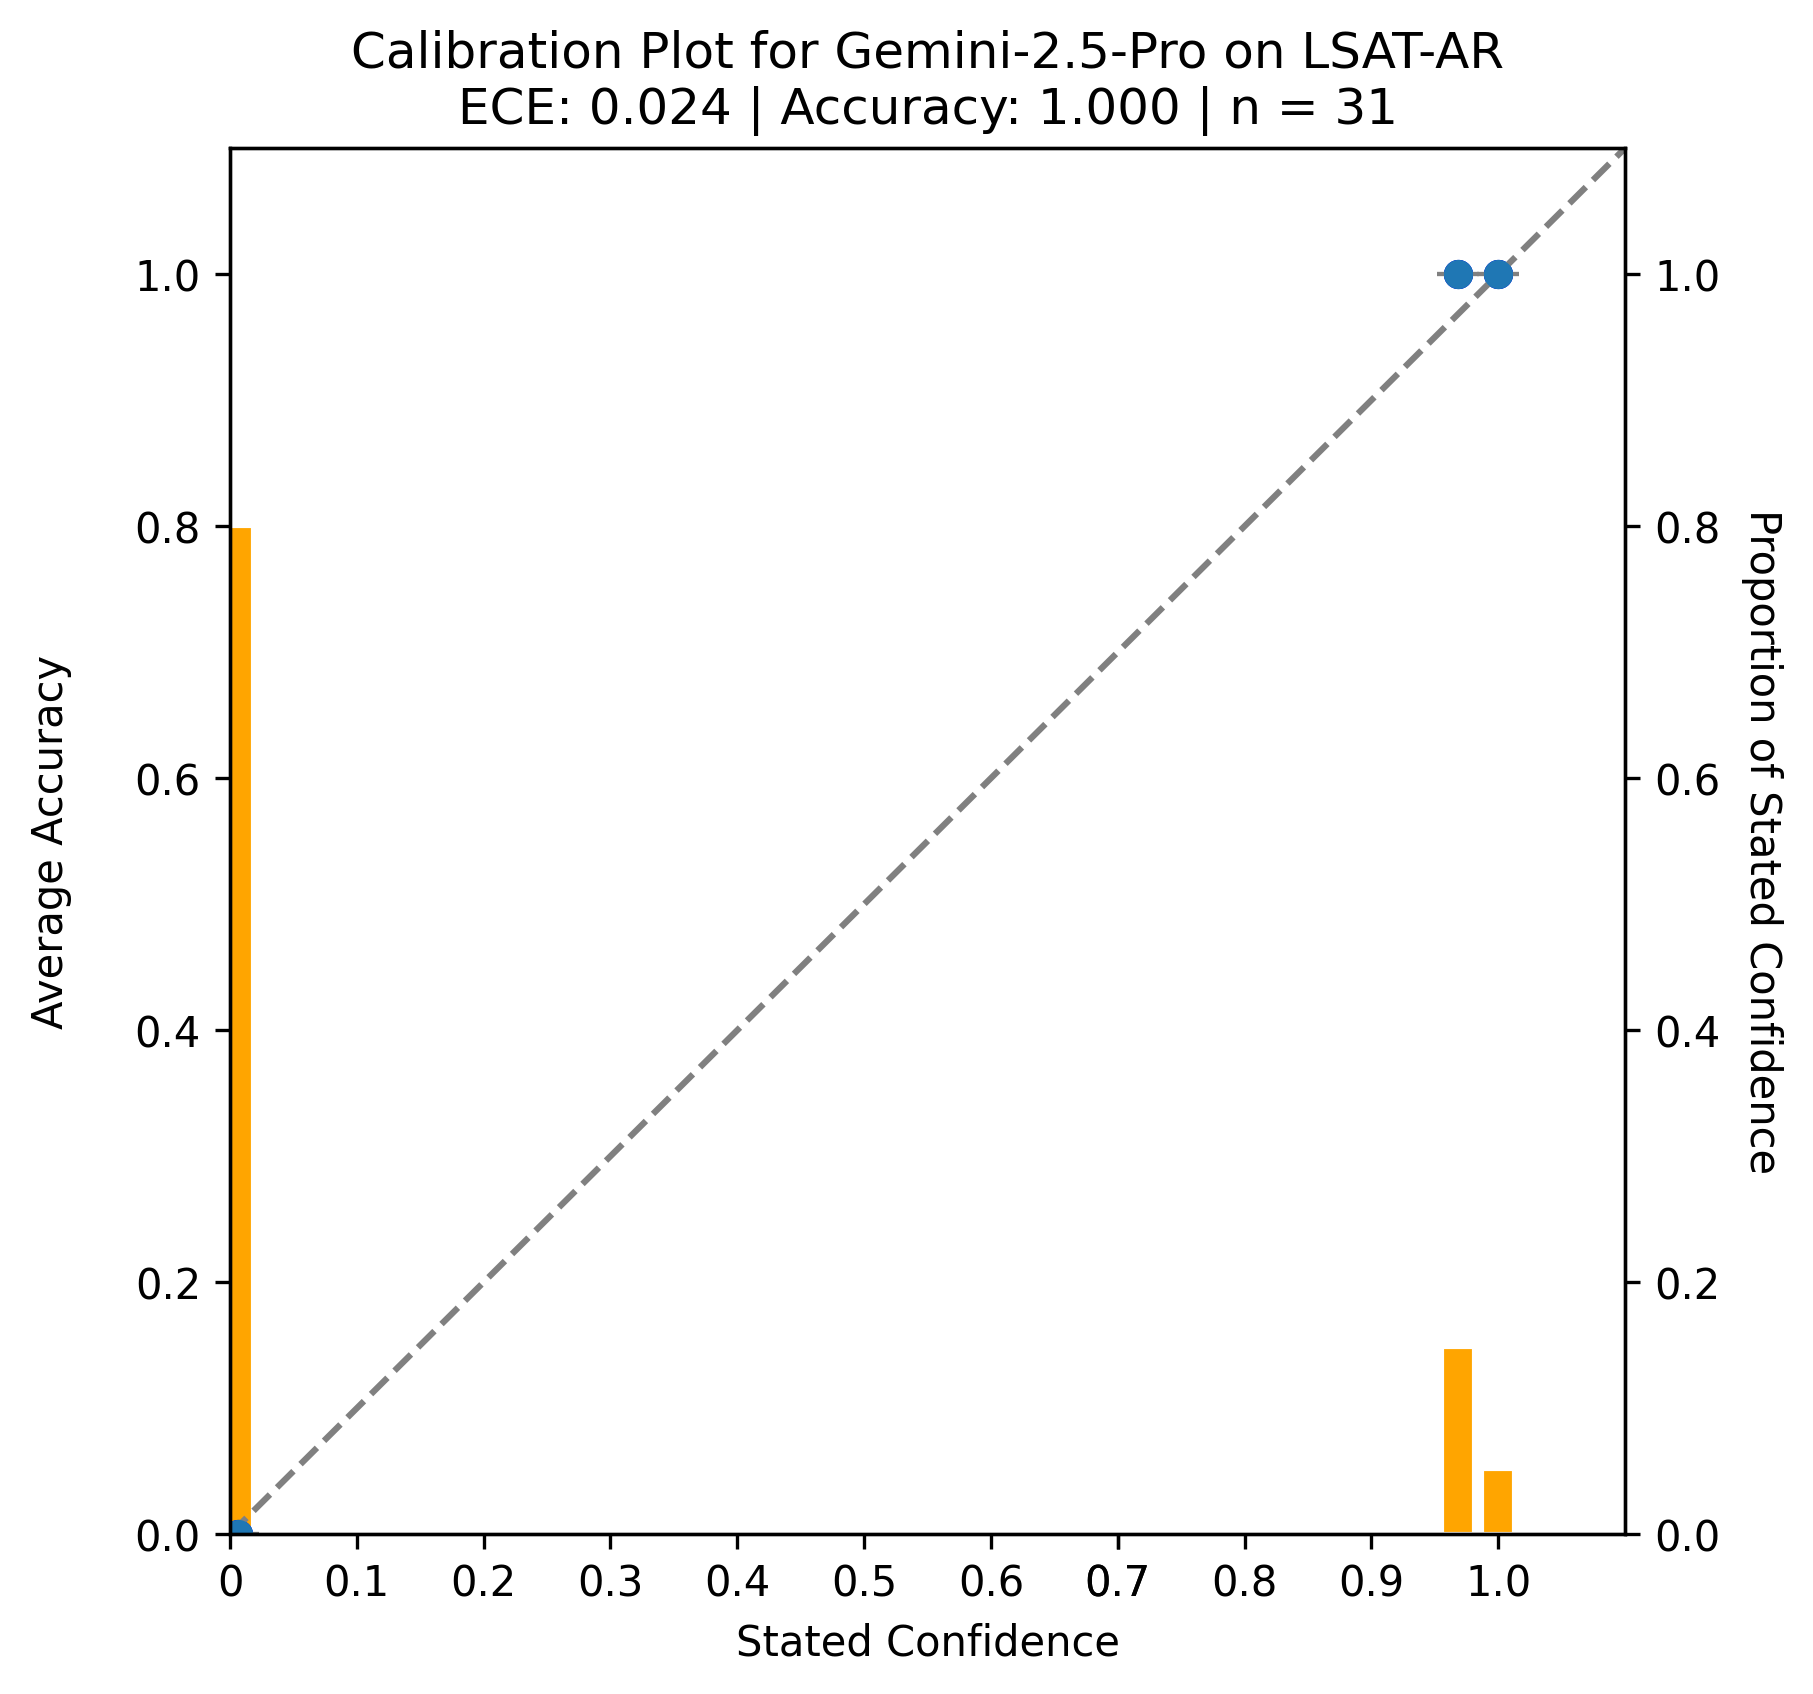 Calibration Plot for Gemini-2.5-Pro on LSAT-AR
ECE: 0.024 | Accuracy: 1.000 | n = 31
Average Accuracy
1.0
0.8
0.6
0.4
0.2
0.0
1.0
0.8
0.6
0.4
0.2
0.0
Proportion of Stated Confidence
0 0.1 0.2 0.3 0.4 0.5 0.6 0.7 0.8 0.9 1.0
Stated Confidence